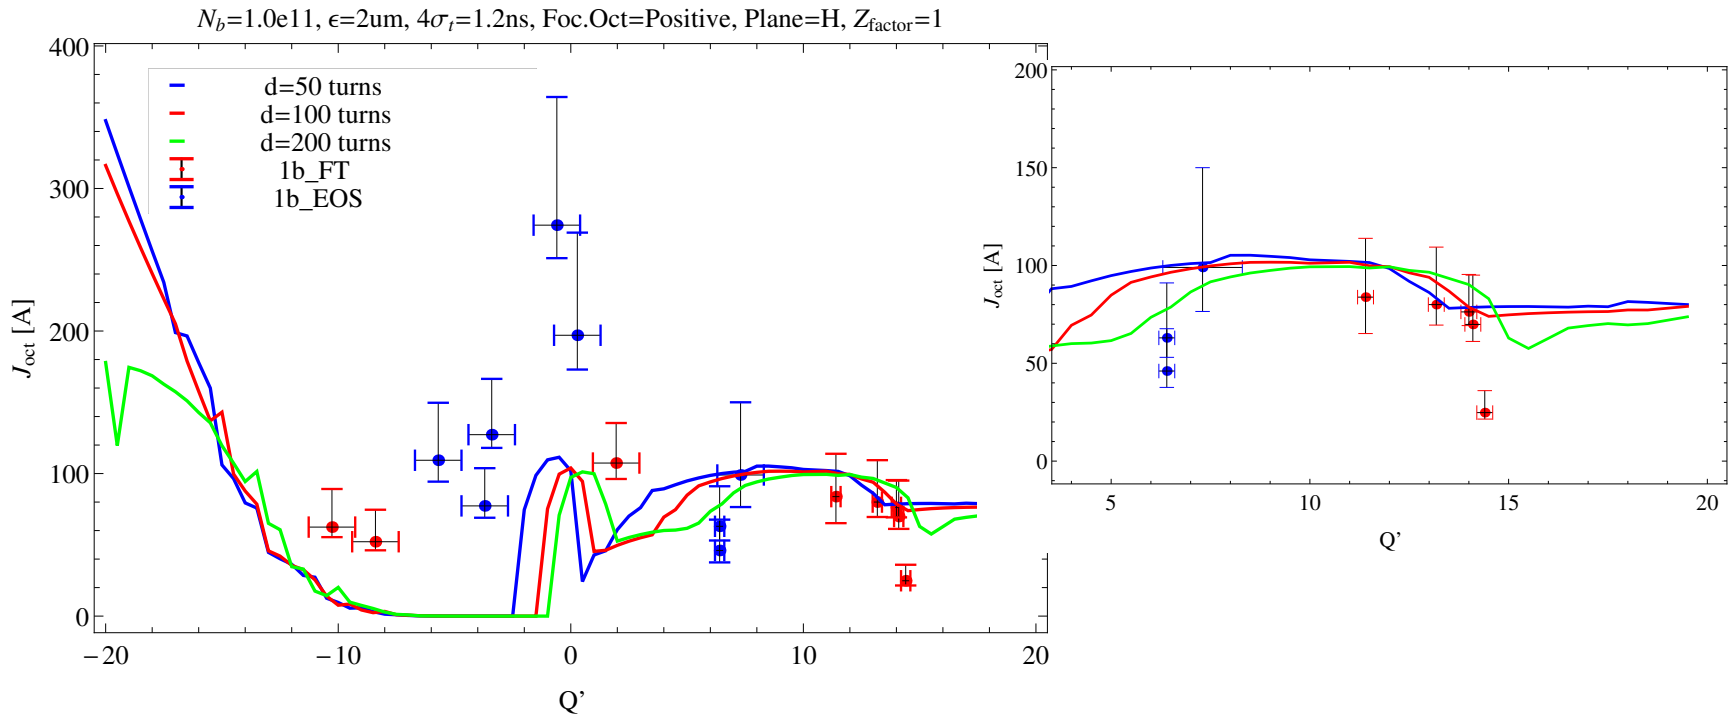 N_b=1.0e11, ϵ=2um, 4σ_t=1.2ns, Foc.Oct=Positive, Plane=H, Z_factor=1
400
300
200
100
0
J_oct [A]
d=50 turns
d=100 turns
d=200 turns
1b_FT
1b_EOS
−20
−10
0
10
20
Q’
200
150
100
50
0
J_oct [A]
5
10
15
20
Q’